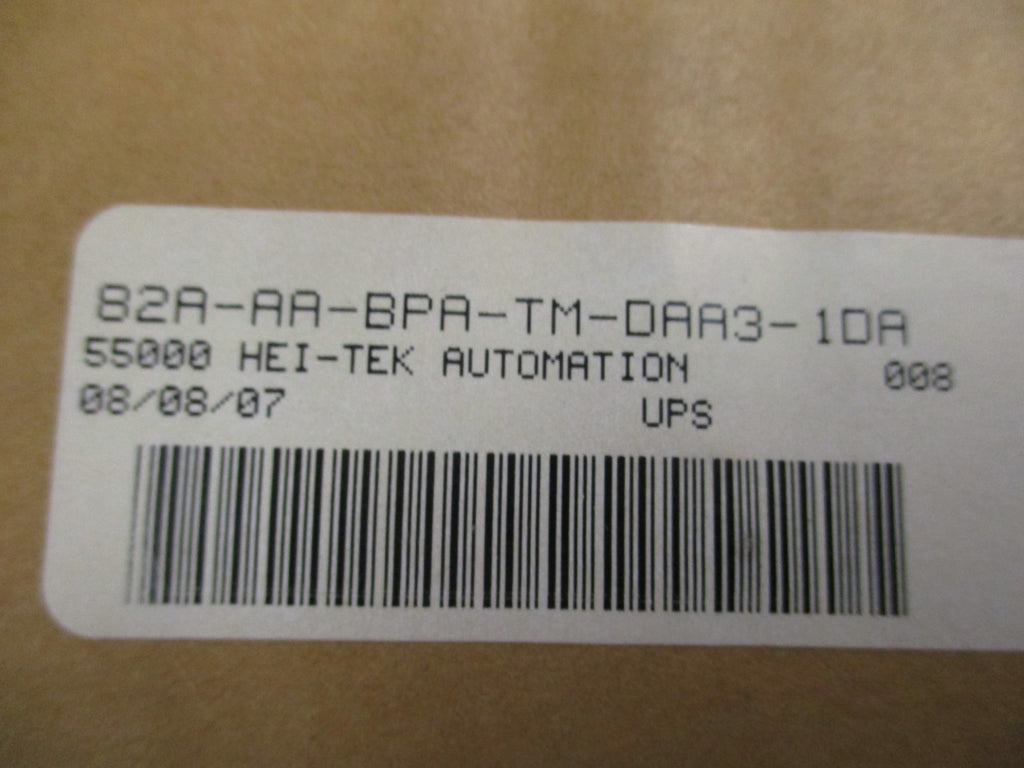 82A-AA-BPA-TM-DAA3-1DA
55000 HEI-TEK AUTOMATION 008
08/08/07 UPS